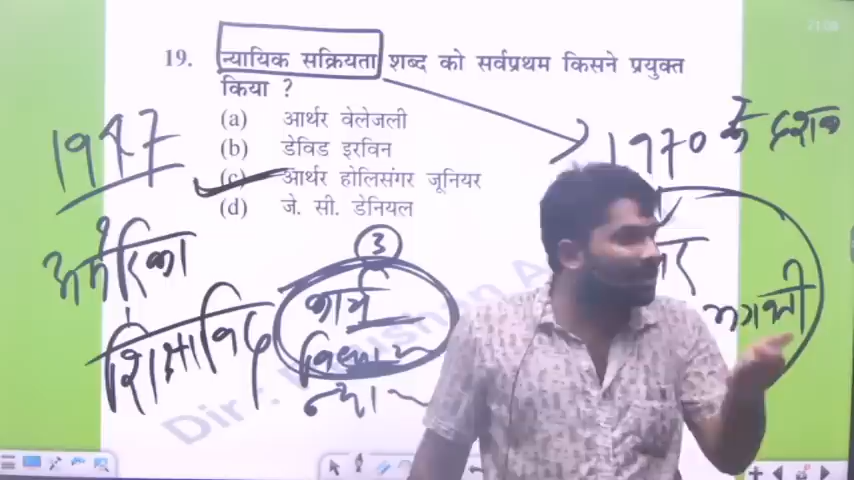 19. न्यायिक सक्रियता शब्द को सर्वप्रथम किसने प्रयुक्त
किया ?
(a) आर्थर वेलेजली
(b) डेविड इरविन
(c) आर्थर होलिसंगर जूनियर
(d) जे. सी. डेनियल
1947
1970 के दशक
अमेरिका
शिक्षाविद
3
कार्य
Dir.